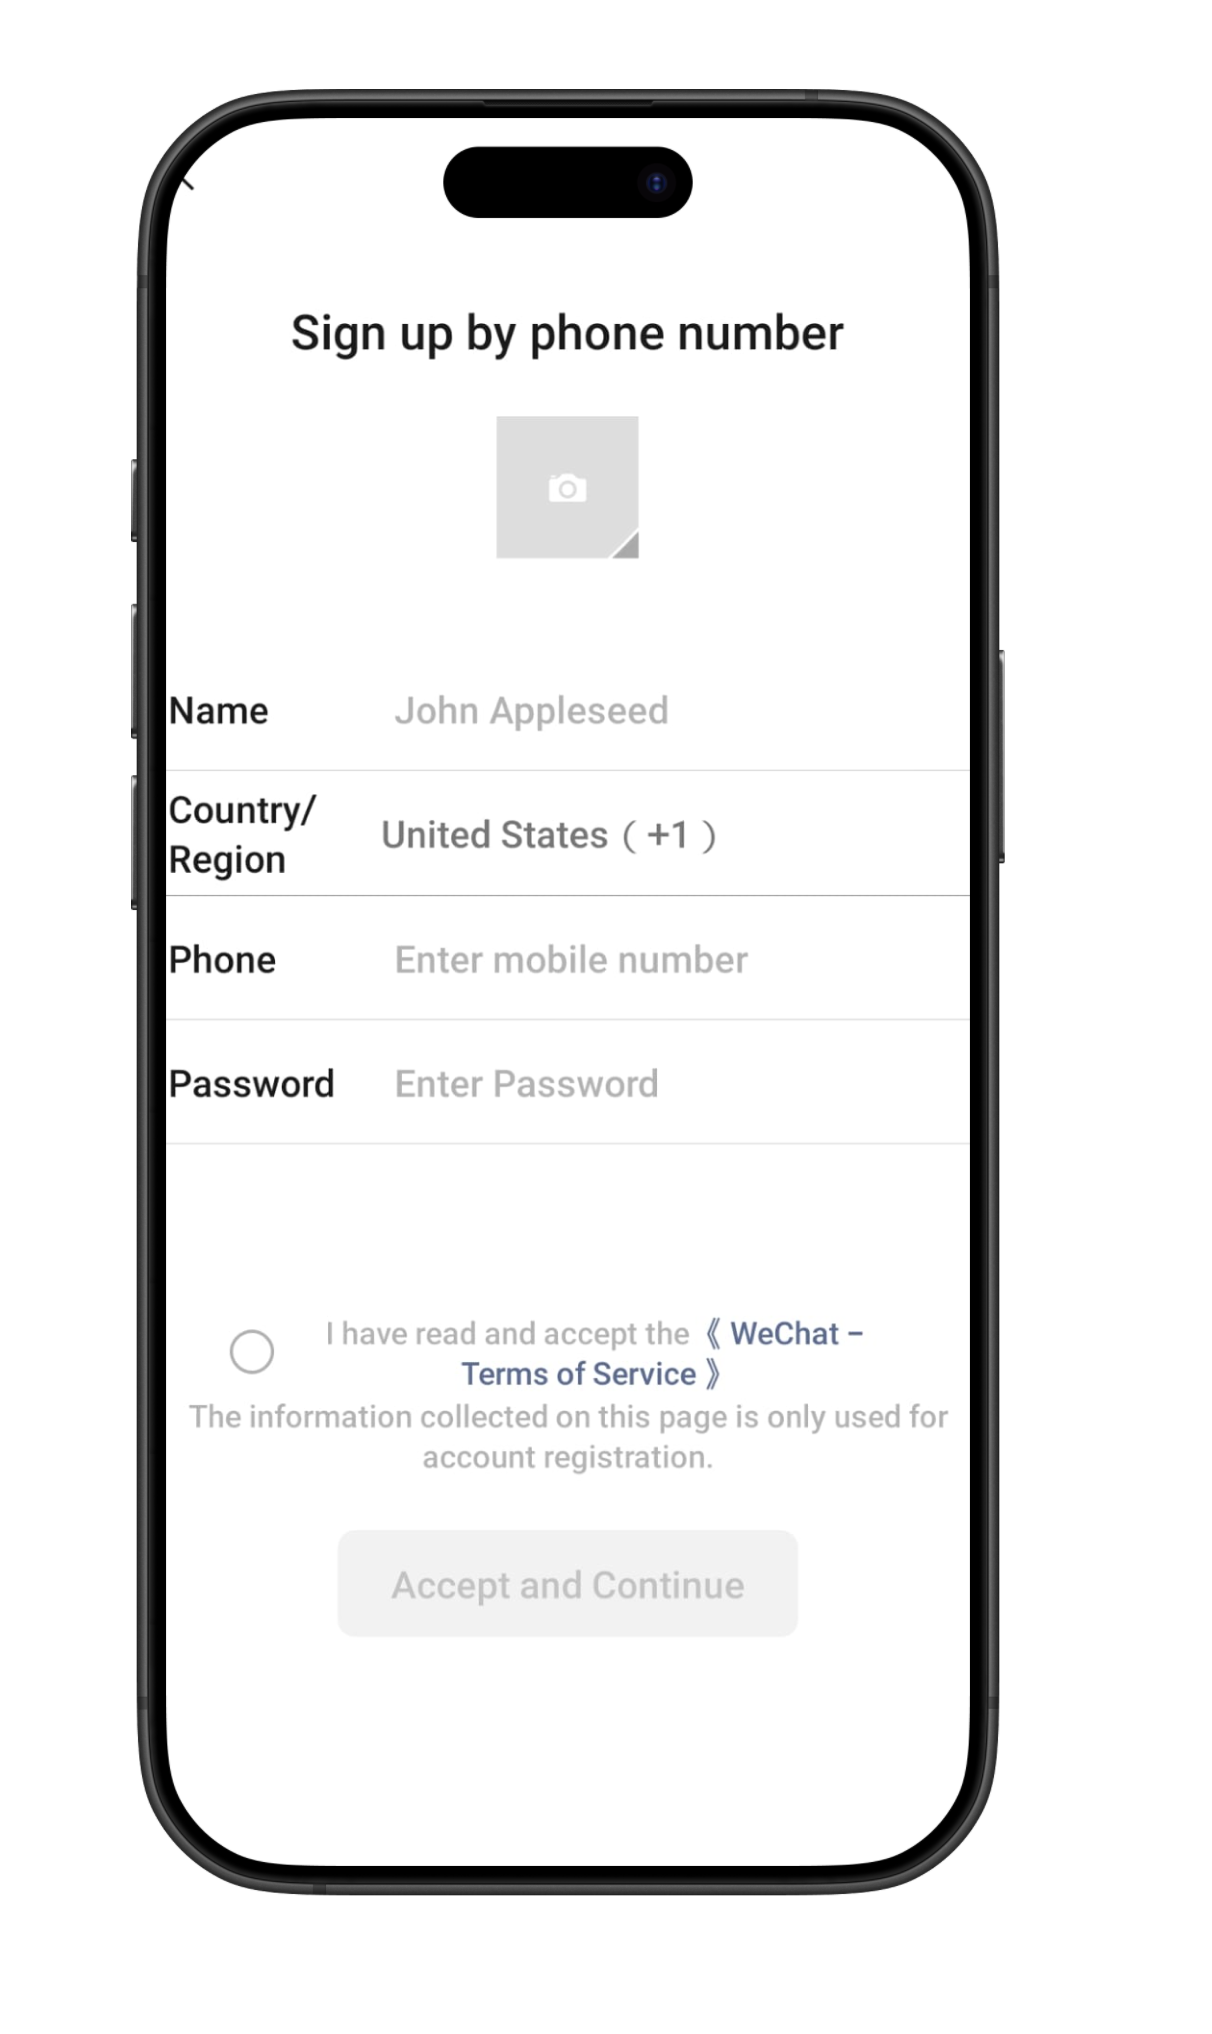 Sign up by phone number
Name
John Appleseed
Country/
Region
United States（ +1 ）
Phone
Enter mobile number
Password
Enter Password
I have read and accept the《 WeChat –
Terms of Service 》
The information collected on this page is only used for
account registration.
Accept and Continue